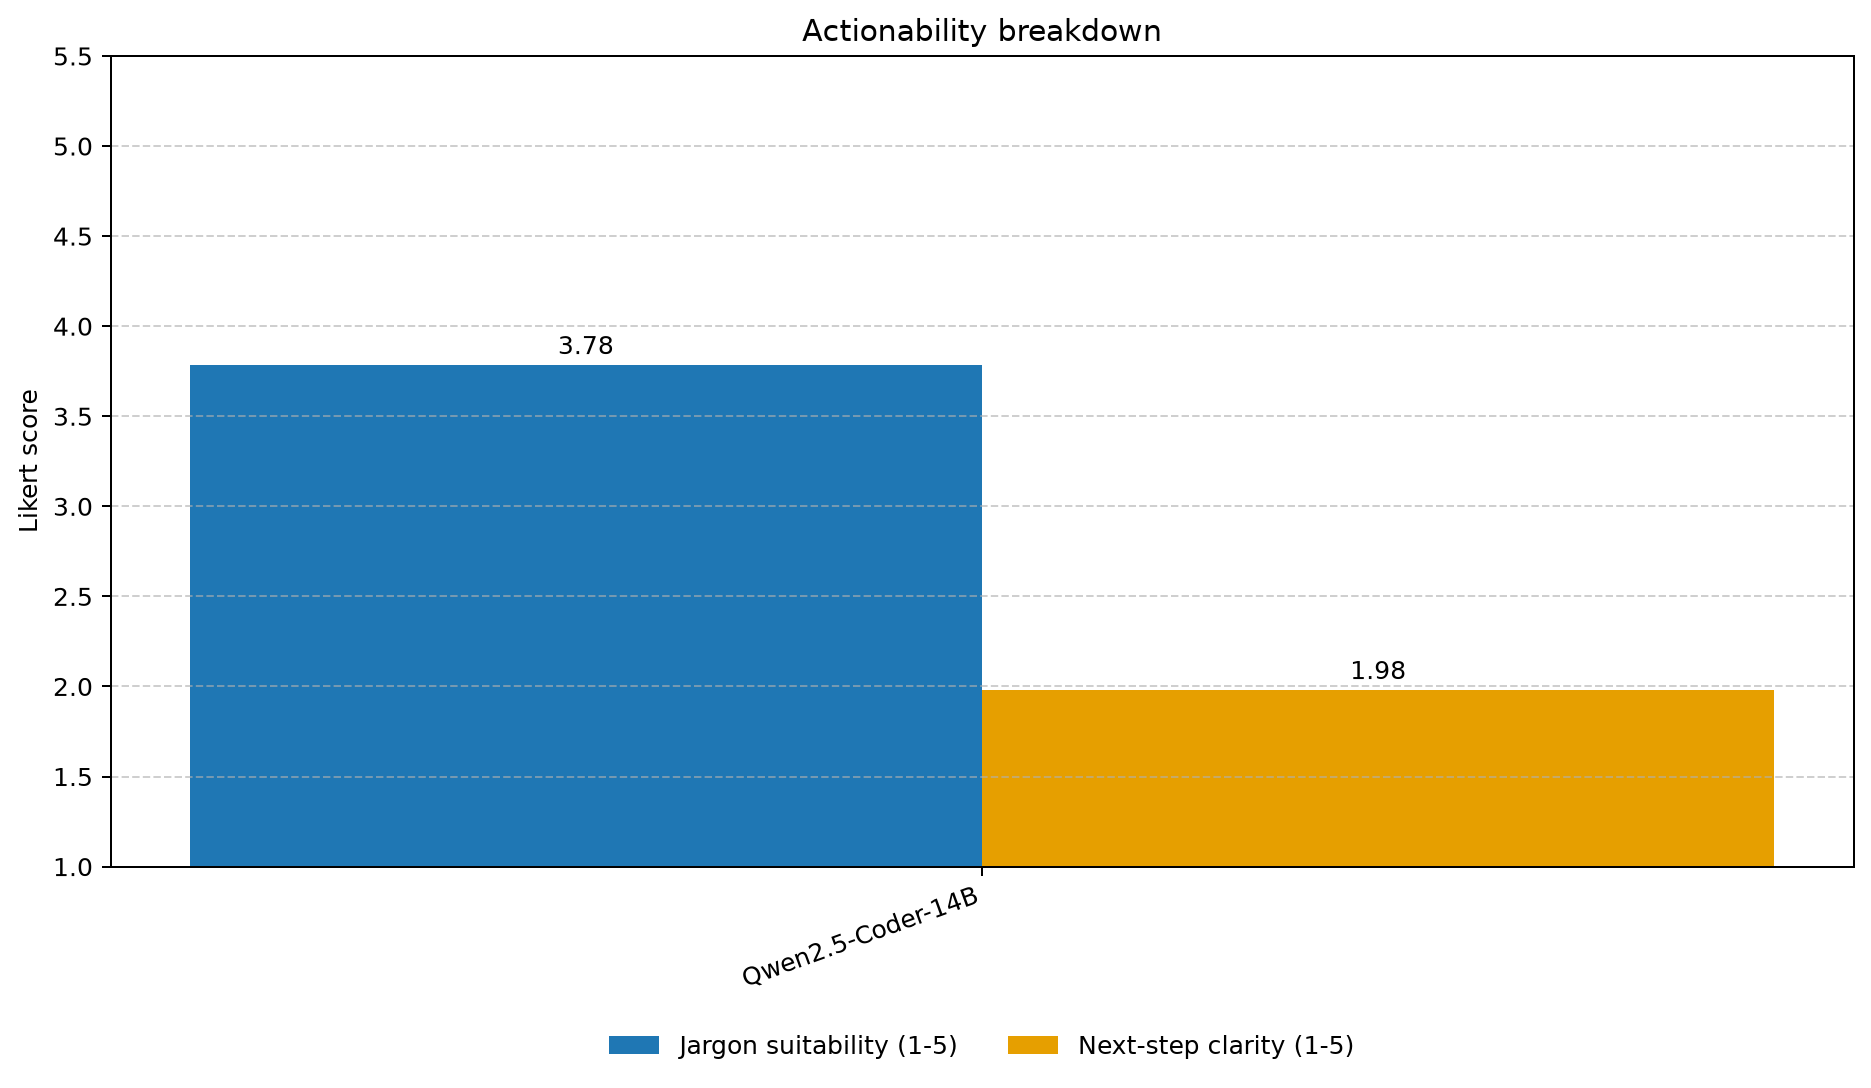 Actionability breakdown
5.5
5.0
4.5
4.0
3.5
3.0
2.5
2.0
1.5
1.0
Likert score
3.78
1.98
Qwen2.5-Coder-14B
Jargon suitability (1-5)
Next-step clarity (1-5)